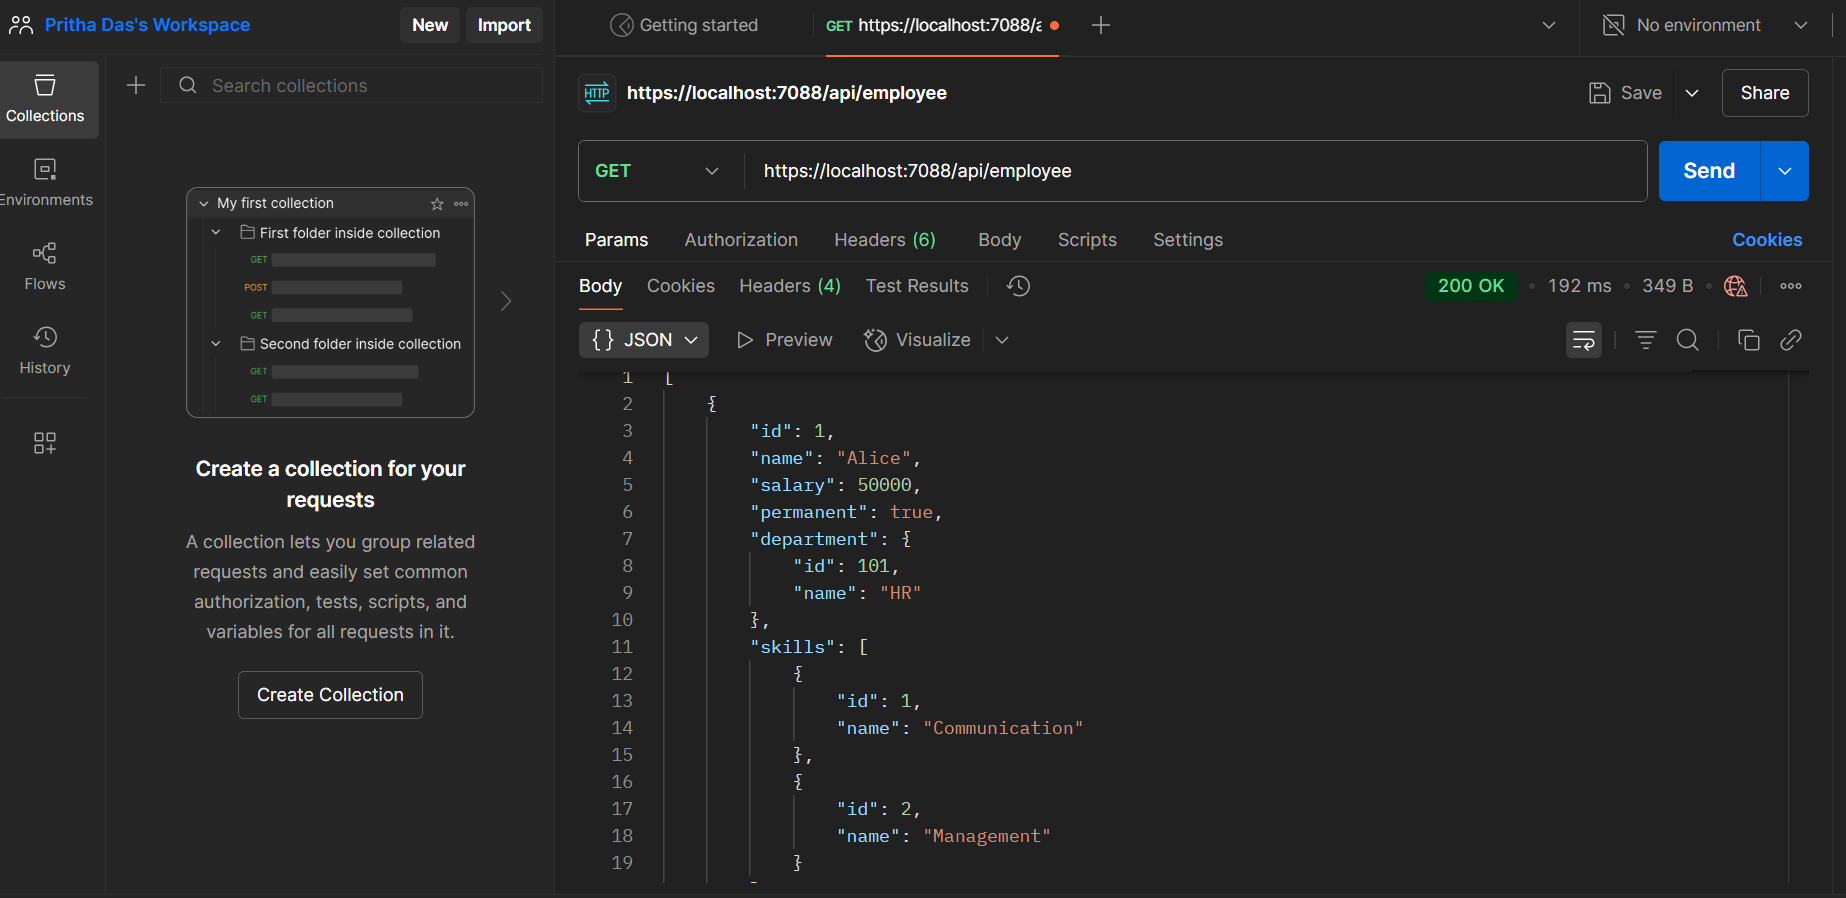 Pritha Das's Workspace
New
Import
Getting started
GET https://localhost:7088/a
No environment
Collections
Environments
Flows
History
Search collections
My first collection
First folder inside collection
GET
POST
GET
Second folder inside collection
GET
GET
Create a collection for your
requests
A collection lets you group related
requests and easily set common
authorization, tests, scripts, and
variables for all requests in it.
Create Collection
HTTP
https://localhost:7088/api/employee
Save
Share
GET
https://localhost:7088/api/employee
Send
Params
Authorization
Headers (6)
Body
Scripts
Settings
Cookies
Body
Cookies
Headers (4)
Test Results
200 OK
192 ms
349 B
{ } JSON
Preview
Visualize
1 [
2 {
3 "id": 1,
4 "name": "Alice",
5 "salary": 50000,
6 "permanent": true,
7 "department": {
8 "id": 101,
9 "name": "HR"
10 },
11 "skills": [
12 {
13 "id": 1,
14 "name": "Communication"
15 },
16 {
17 "id": 2,
18 "name": "Management"
19 }